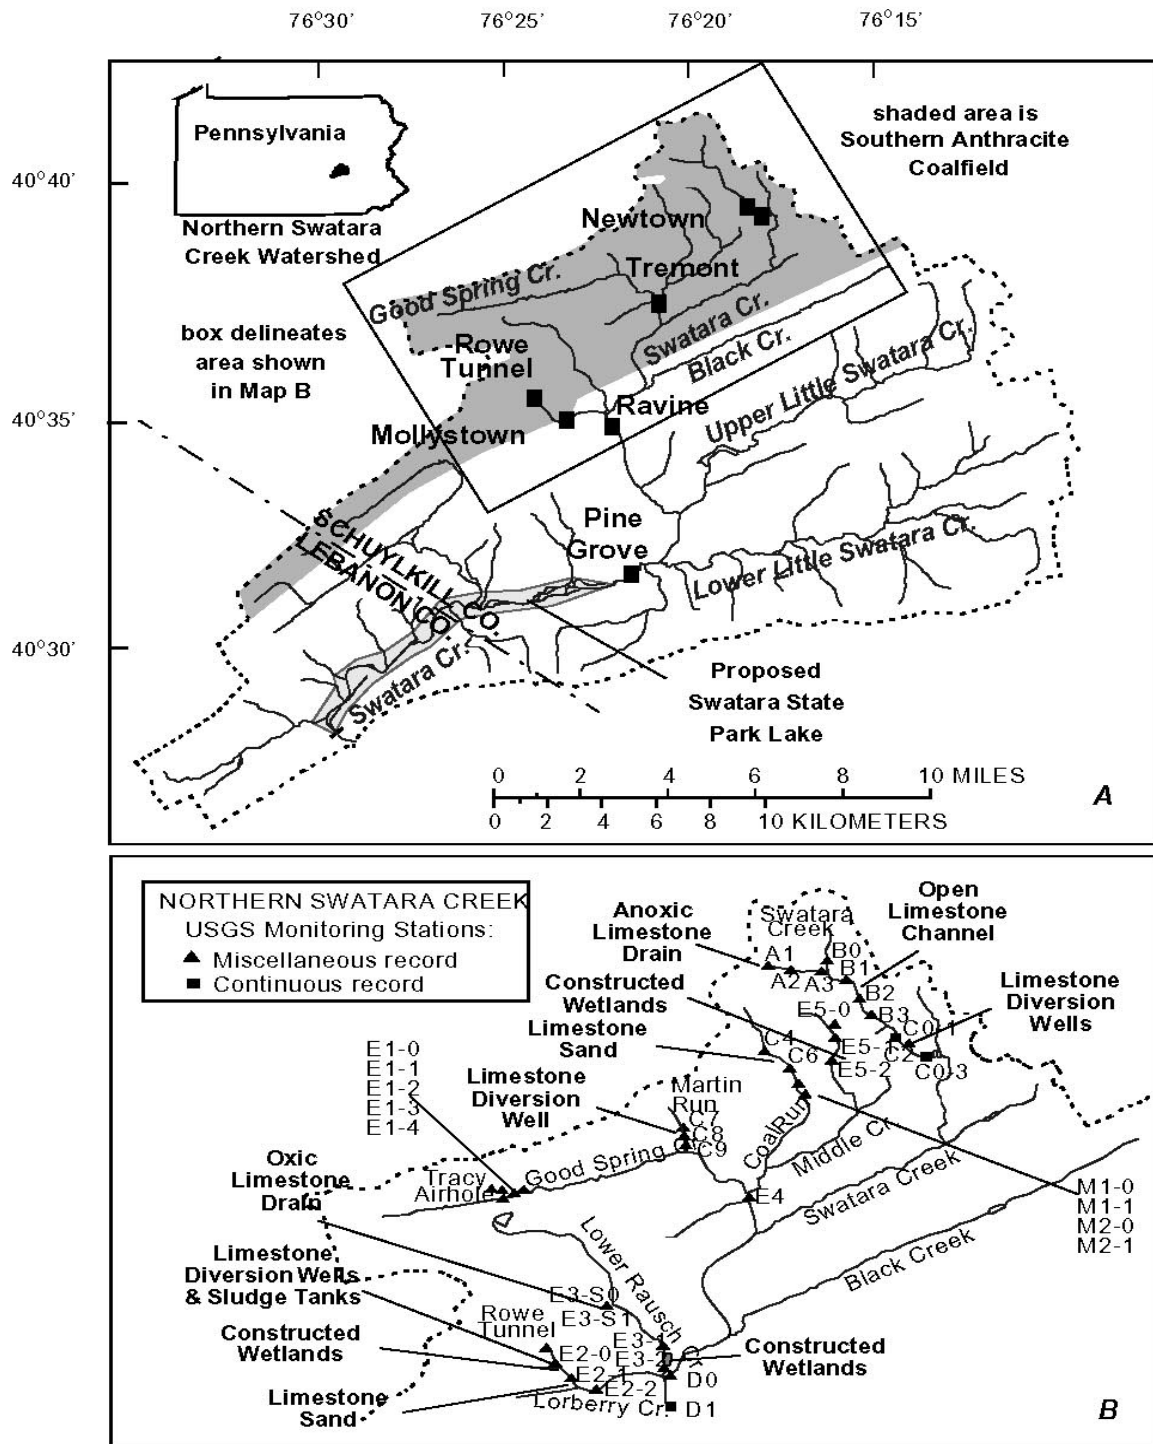 76°30' 76°25' 76°20' 76°15'
Pennsylvania
shaded area is
Southern Anthracite
Coalfield
40°40'
Northern Swatara
Creek Watershed
Newtown
Tremont
Good Spring Cr.
box delineates
area shown
in Map B
Rowe
Tunnel
Swatara Cr.
Black Cr.
Upper Little Swatara Cr.
40°35'
Ravine
Mollystown
Pine
Grove
SCHUYLKILL CO.
LEBANON CO.
Lower Little Swatara Cr.
40°30'
Swatara Cr.
Proposed
Swatara State
Park Lake
0 2 4 6 8 10 MILES
0 2 4 6 8 10 KILOMETERS
A
NORTHERN SWATARA CREEK
USGS Monitoring Stations:
Miscellaneous record
Continuous record
Anoxic
Limestone
Drain
Swatara
Creek
Open
Limestone
Channel
A1
A2
A3
B0
B1
B2
B3
Constructed
Wetlands
Limestone
Diversion
Wells
E5-0
E5-1
E5-2
C0-1
C2
C0-3
Limestone
Sand
C4
C6
E1-0
E1-1
E1-2
E1-3
E1-4
Limestone
Diversion
Well
Martin
Run
C7
C8
C9
Coal Run
Middle Cr.
Good Spring C
Tracy
Airhole
E4
Swatara Creek
Black Creek
M1-0
M1-1
M2-0
M2-1
Oxic
Limestone
Drain
Lower Rausch Cr
Limestone
Diversion Wells
& Sludge Tanks
E3-S0
E3-S1
Rowe
Tunnel
E3-1
E3-2
Constructed
Wetlands
E2-0
E2-1
E2-2
Constructed
Wetlands
D0
Limestone
Sand
Lorberry Cr.
D1
B